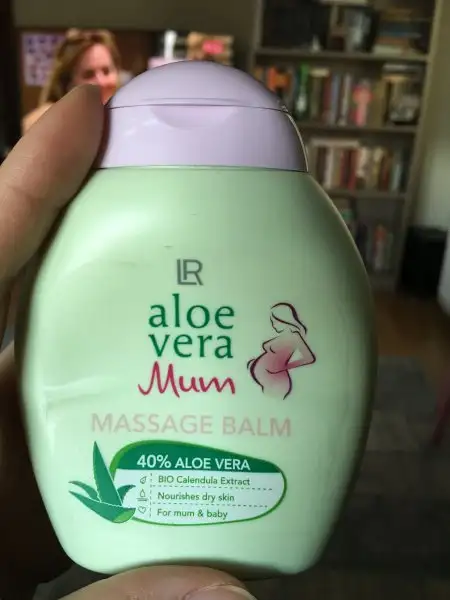 LR
aloe
vera
Mum
MASSAGE BALM
40% ALOE VERA
BIO Calendula Extract
Nourishes dry skin
For mum & baby